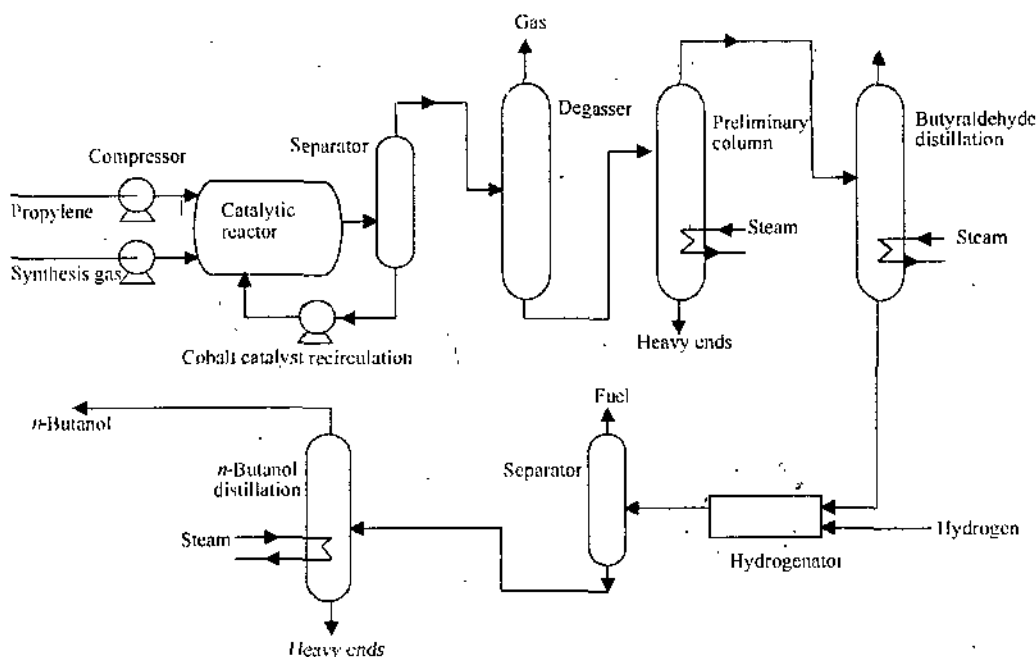 Gas
Degasser
Preliminary
column
Butyraldehyde
distillation
Separator
Compressor
Propylene
Catalytic
reactor
Synthesis gas
Steam
Steam
Cobalt catalyst recirculation
Heavy ends
n-Butanol
Fuel
n-Butanol
distillation
Separator
Steam
Hydrogen
Hydrogenator
Heavy ends